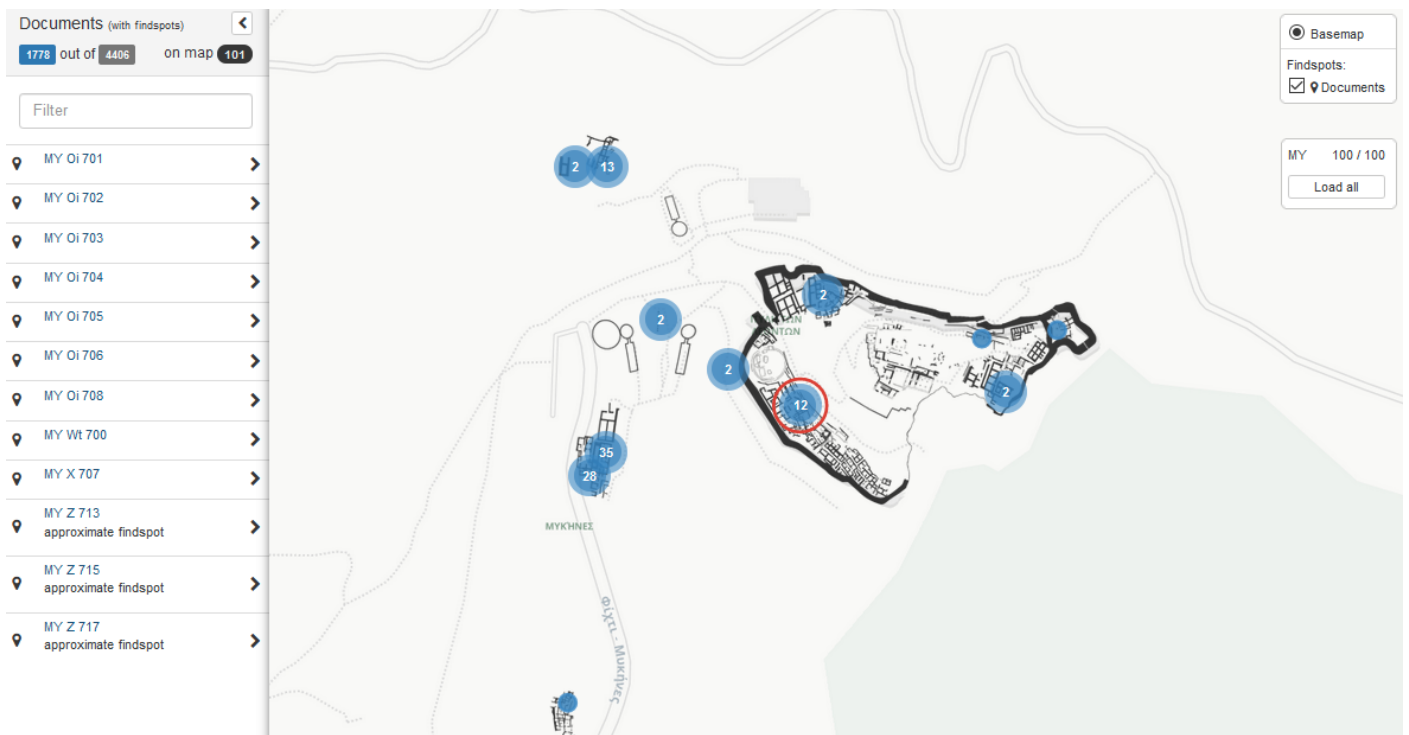 Documents (with findspots)
1778 out of 4406 on map 101
Filter
MY Oi 701
MY Oi 702
MY Oi 703
MY Oi 704
MY Oi 705
MY Oi 706
MY Oi 708
MY Wt 700
MY X 707
MY Z 713
approximate findspot
MY Z 715
approximate findspot
MY Z 717
approximate findspot
2
13
2
2
2
12
2
35
28
ΜΥΚΉΝΕΣ
Φίχτι - Μυκήνες
Basemap
Findspots:
Documents
MY 100 / 100
Load all